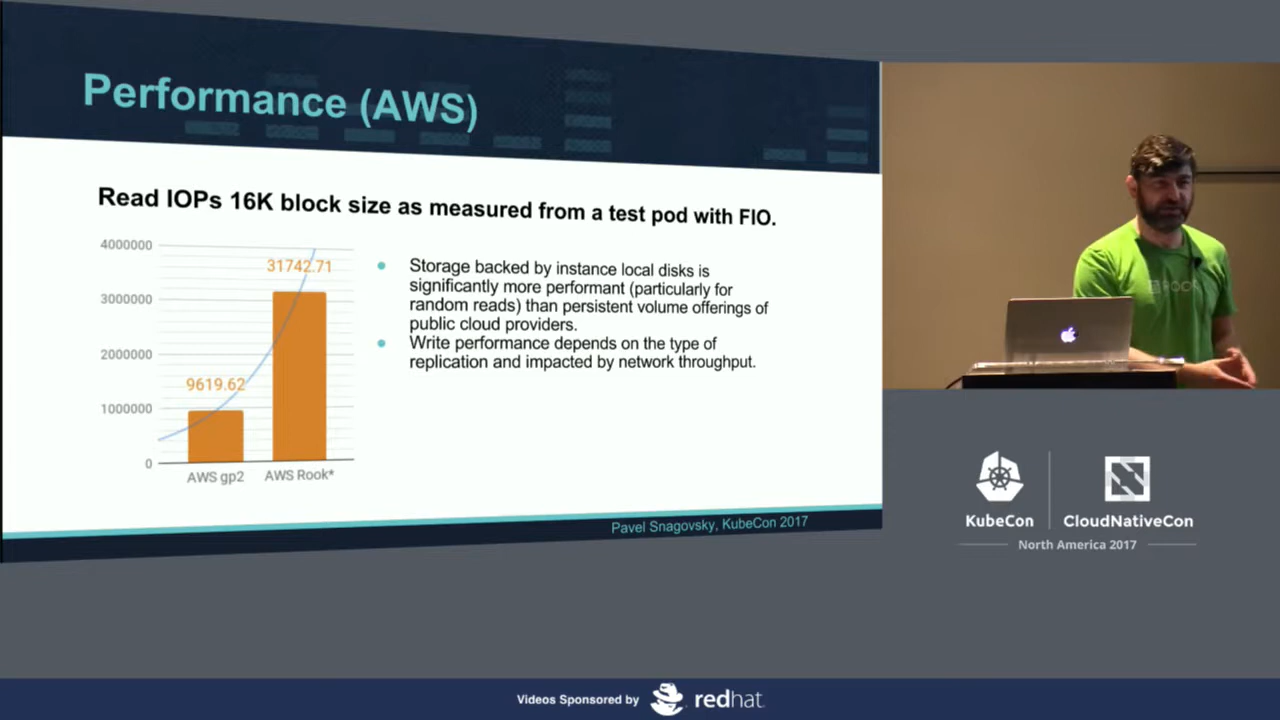 Performance (AWS)
Read IOPs 16K block size as measured from a test pod with FIO.
4000000
3000000
2000000
1000000
0
9619.62
31742.71
AWS gp2
AWS Rook*
Storage backed by instance local disks is
significantly more performant (particularly for
random reads) than persistent volume offerings of
public cloud providers.
Write performance depends on the type of
replication and impacted by network throughput.
Pavel Snagovsky, KubeCon 2017
ROOK
KubeCon
CloudNativeCon
North America 2017
Videos Sponsored by
redhat.